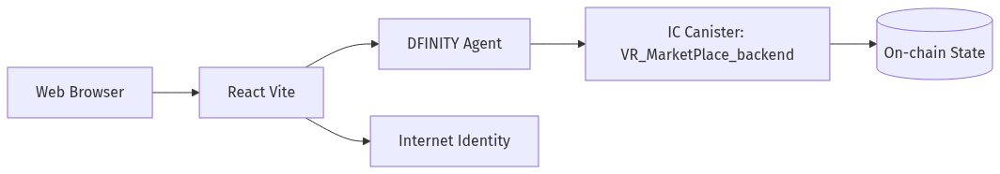 Web Browser
React Vite
DFINITY Agent
Internet Identity
IC Canister:
VR_MarketPlace_backend
On-chain State